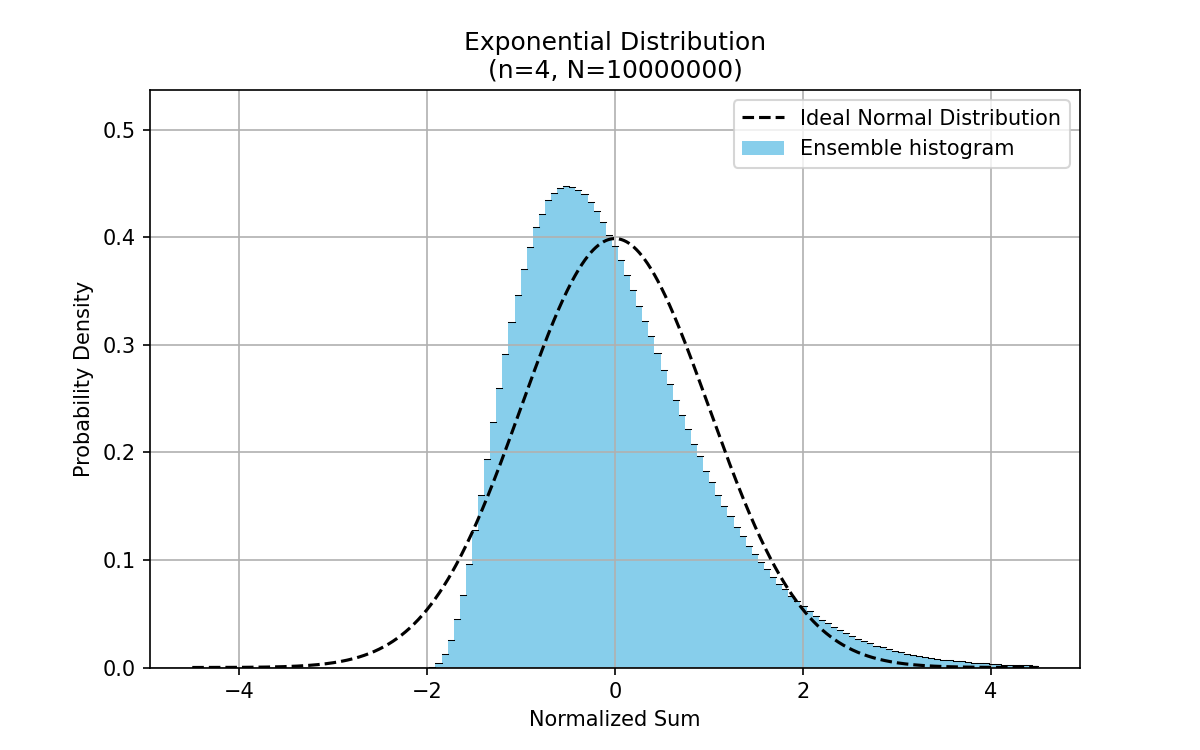 Exponential Distribution
(n=4, N=10000000)
Ideal Normal Distribution
Ensemble histogram
Probability Density
0.5
0.4
0.3
0.2
0.1
0.0
−4
−2
0
2
4
Normalized Sum